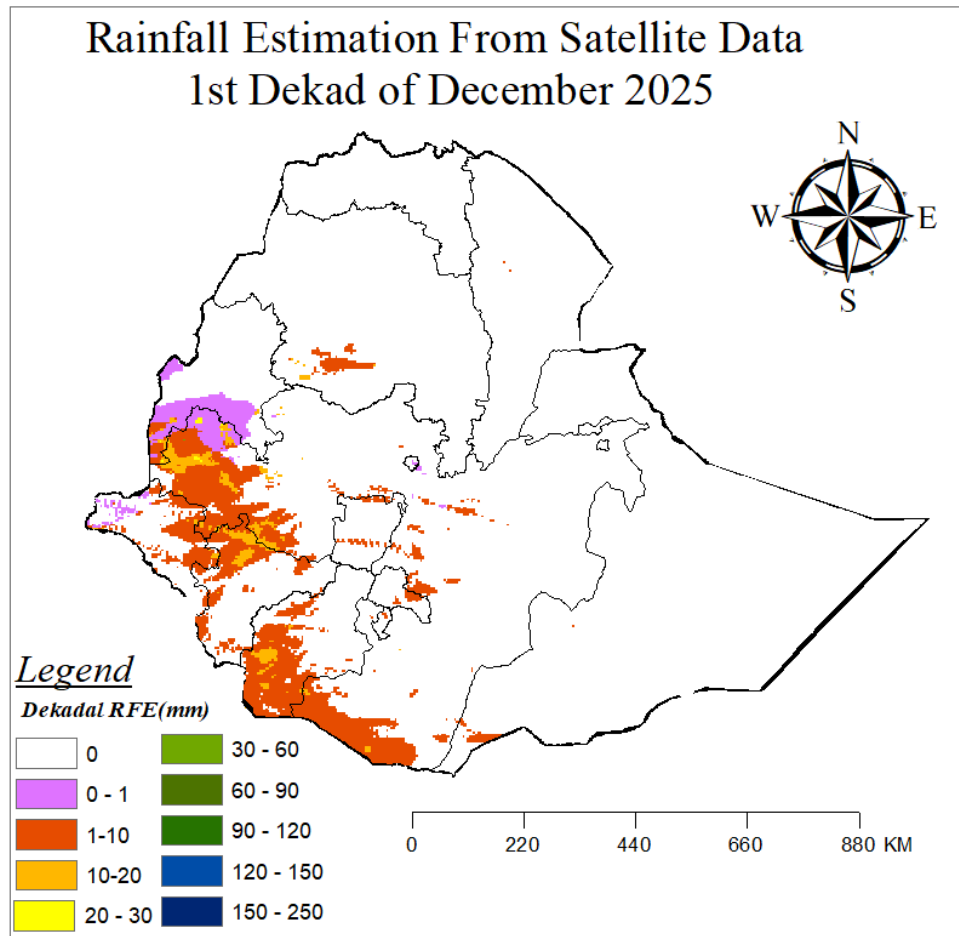 Rainfall Estimation From Satellite Data
1st Dekad of December 2025
N
W
E
S
Legend
Dekadal RFE(mm)
0
0 - 1
1-10
10-20
20 - 30
30 - 60
60 - 90
90 - 120
120 - 150
150 - 250
0 220 440 660 880 KM